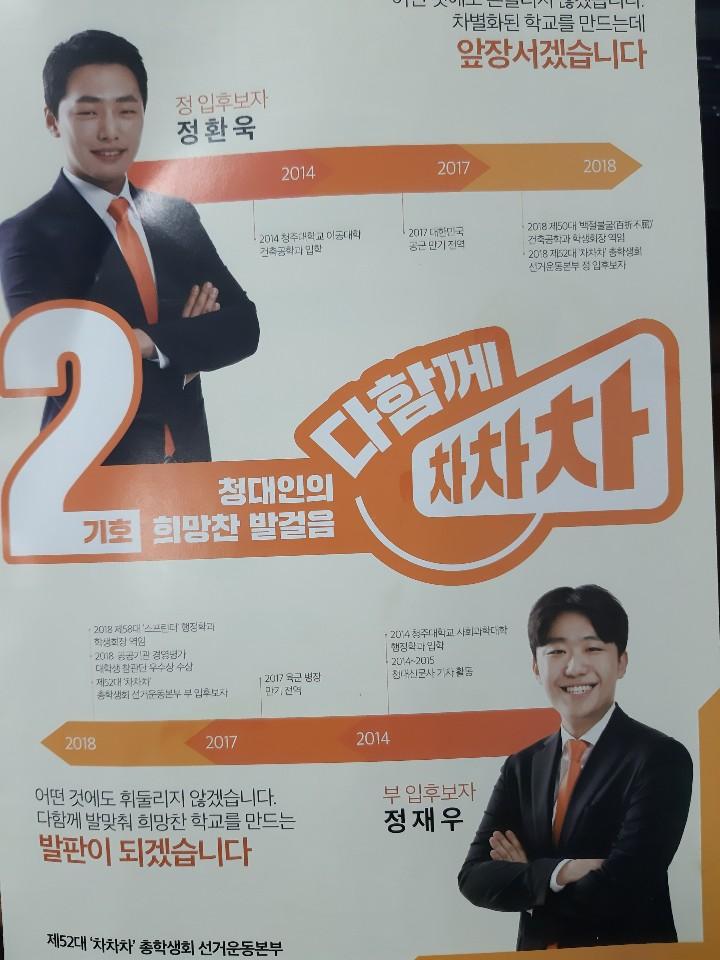 차별화된 학교를 만드는데
앞장서겠습니다
정 입후보자
정환욱
2014
2017
2018
2014 청주대학교 이공대학
건축공학과 입학
2017 대한민국
공군 만기 전역
2018 제50대 '백절불굴(百折不屈)'
건축공학과 학생회장 역임
2018 제52대 '차차차' 총학생회
선거운동본부 정 입후보자
2
기호
청대인의
희망찬 발걸음
다함께
차차차
2018 제58대 '스프린터' 행정학과
학생회장 역임
2018 공공기관 경영평가
대학생 참관단 우수상 수상
제52대 '차차차'
총학생회 선거운동본부 부 입후보자
2017 육군 병장
만기 전역
2014 청주대학교 사회과학대학
행정학과 입학
2014~2015
청대신문사 기자 활동
2018
2017
2014
어떤 것에도 휘둘리지 않겠습니다.
다함께 발맞춰 희망찬 학교를 만드는
발판이 되겠습니다
부 입후보자
정재우
제52대 '차차차' 총학생회 선거운동본부